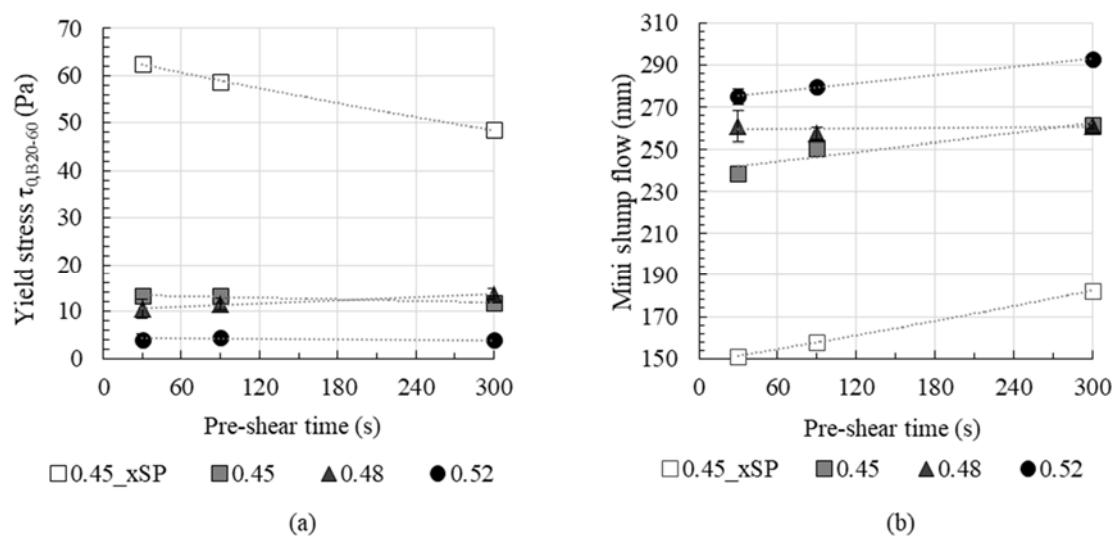 Yield stress τ0,B20-60 (Pa)
70
60
50
40
30
20
10
0
0 60 120 180 240 300
Pre-shear time (s)
0.45_xSP 0.45 0.48 0.52
(a)
Mini slump flow (mm)
290
270
250
230
210
190
170
150
0 60 120 180 240 300
Pre-shear time (s)
0.45_xSP 0.45 0.48 0.52
(b)